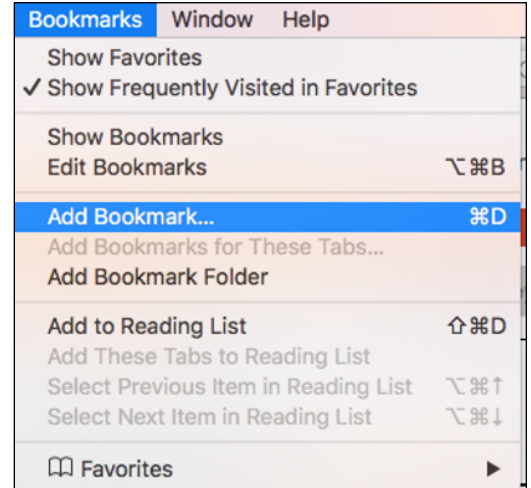 Bookmarks Window Help
Show Favorites
✓ Show Frequently Visited in Favorites
Show Bookmarks
Edit Bookmarks ⌥⌘B
Add Bookmark... ⌘D
Add Bookmarks for These Tabs...
Add Bookmark Folder
Add to Reading List ⇧⌘D
Add These Tabs to Reading List
Select Previous Item in Reading List ⌥⌘↑
Select Next Item in Reading List ⌥⌘↓
Favorites ▶